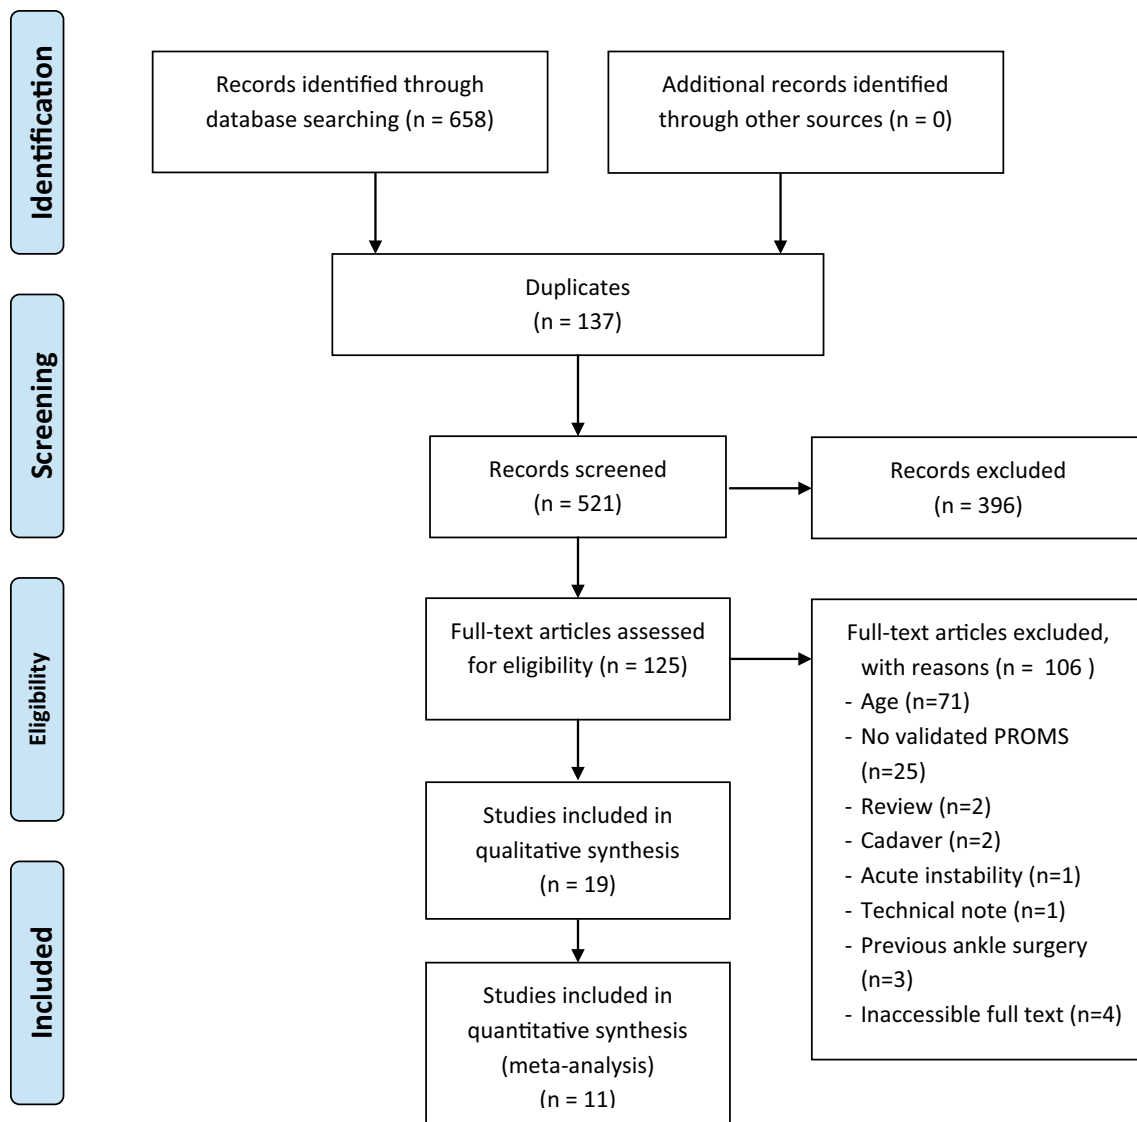 Identification
Records identified through
database searching (n = 658)
Additional records identified
through other sources (n = 0)
Duplicates
(n = 137)
Screening
Records screened
(n = 521)
Records excluded
(n = 396)
Eligibility
Full-text articles assessed
for eligibility (n = 125)
Full-text articles excluded,
with reasons (n = 106 )
- Age (n=71)
- No validated PROMS
(n=25)
- Review (n=2)
- Cadaver (n=2)
- Acute instability (n=1)
- Technical note (n=1)
- Previous ankle surgery
(n=3)
- Inaccessible full text (n=4)
Studies included in
qualitative synthesis
(n = 19)
Included
Studies included in
quantitative synthesis
(meta-analysis)
(n = 11)